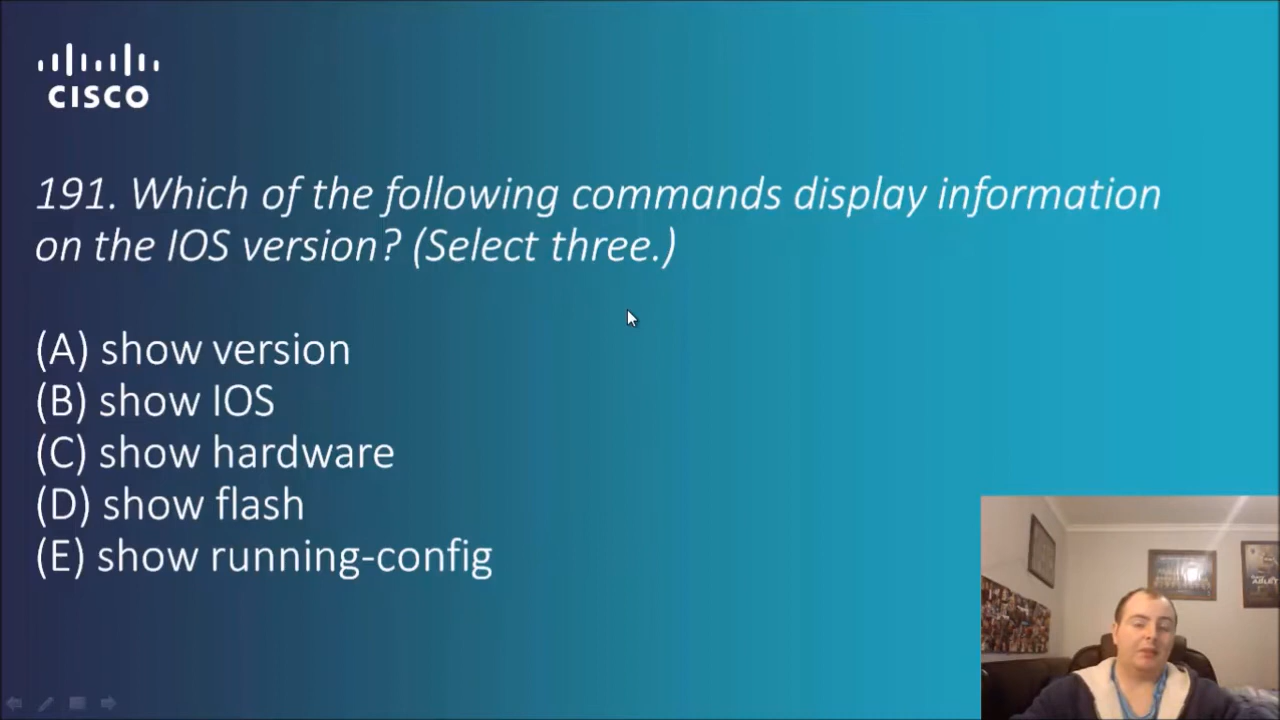 CISCO
191. Which of the following commands display information
on the IOS version? (Select three.)
(A) show version
(B) show IOS
(C) show hardware
(D) show flash
(E) show running-config